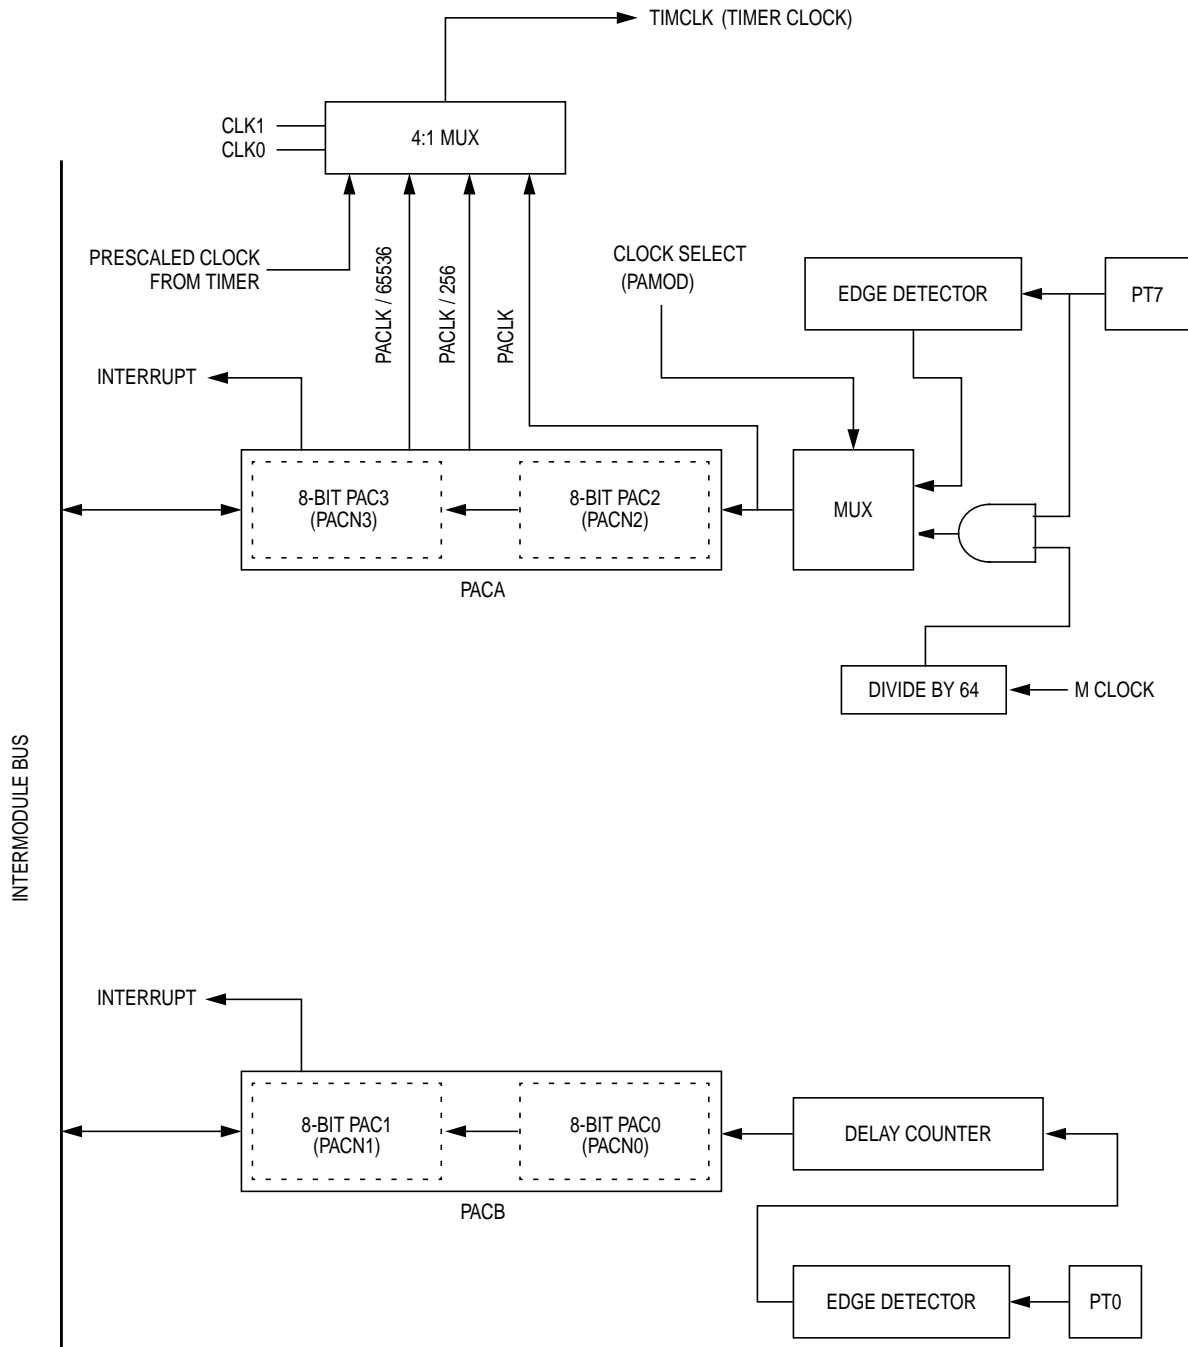 TIMCLK (TIMER CLOCK)
CLK1
CLK0
4:1 MUX
PRESCALED CLOCK
FROM TIMER
PACLK / 65536
PACLK / 256
PACLK
CLOCK SELECT
(PAMOD)
EDGE DETECTOR
PT7
INTERRUPT
8-BIT PAC3
(PACN3)
8-BIT PAC2
(PACN2)
MUX
PACA
DIVIDE BY 64
M CLOCK
INTERMODULE BUS
INTERRUPT
8-BIT PAC1
(PACN1)
8-BIT PAC0
(PACN0)
DELAY COUNTER
PACB
EDGE DETECTOR
PT0